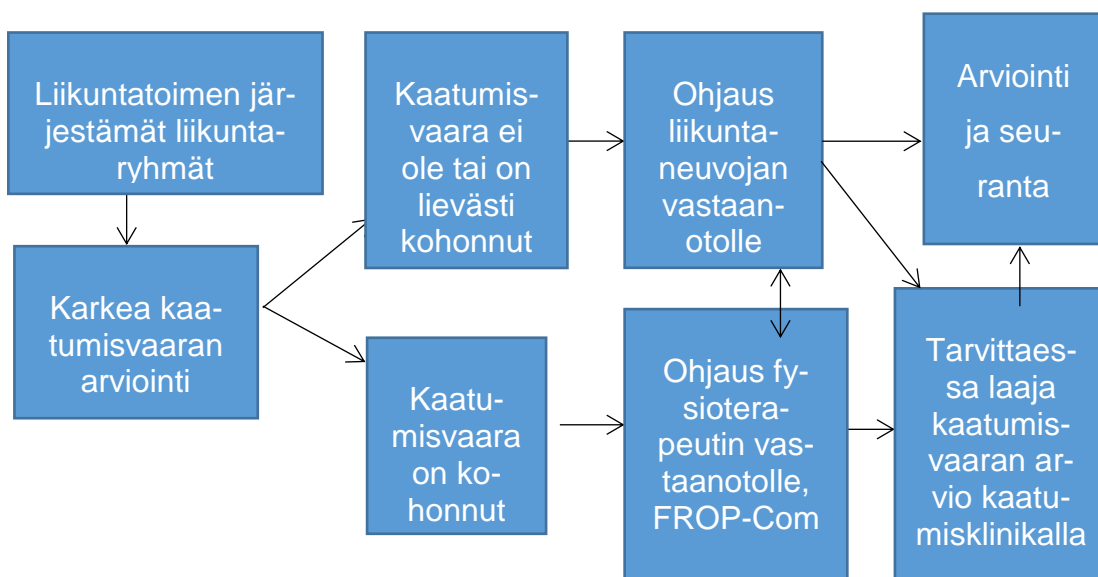 Liikuntatoimen jär-
jestämät liikunta-
ryhmät
Karkea kaa-
tumisvaaran
arviointi
Kaatumis-
vaara ei
ole tai on
lievästi
kohonnut
Kaatu-
misvaara
on ko-
honnut
Ohjaus
liikunta-
neuvojan
vastaan-
otolle
Ohjaus fy-
siotera-
peutin vas-
taanotolle,
FROP-Com
Arviointi
ja seu-
ranta
Tarvittaes-
sa laaja
kaatumis-
vaaran ar-
vio kaatu-
misklinikalla